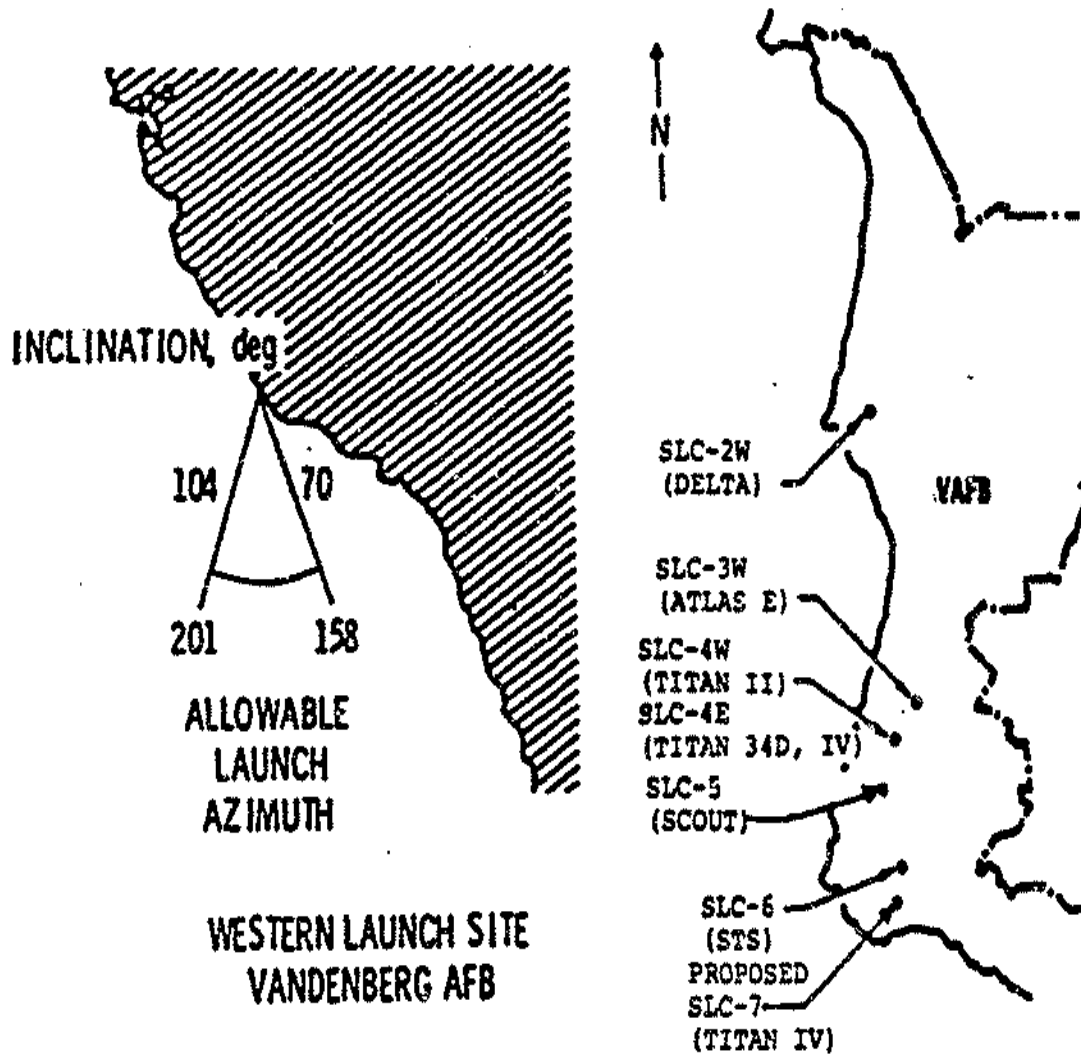 INCLINATION, deg
104
70
201
158
ALLOWABLE
LAUNCH
AZIMUTH
WESTERN LAUNCH SITE
VANDENBERG AFB
N
SLC-2W
(DELTA)
VAFB
SLC-3W
(ATLAS E)
SLC-4W
(TITAN II)
SLC-4E
(TITAN 34D, IV)
SLC-5
(SCOUT)
SLC-6
(STS)
PROPOSED
SLC-7
(TITAN IV)